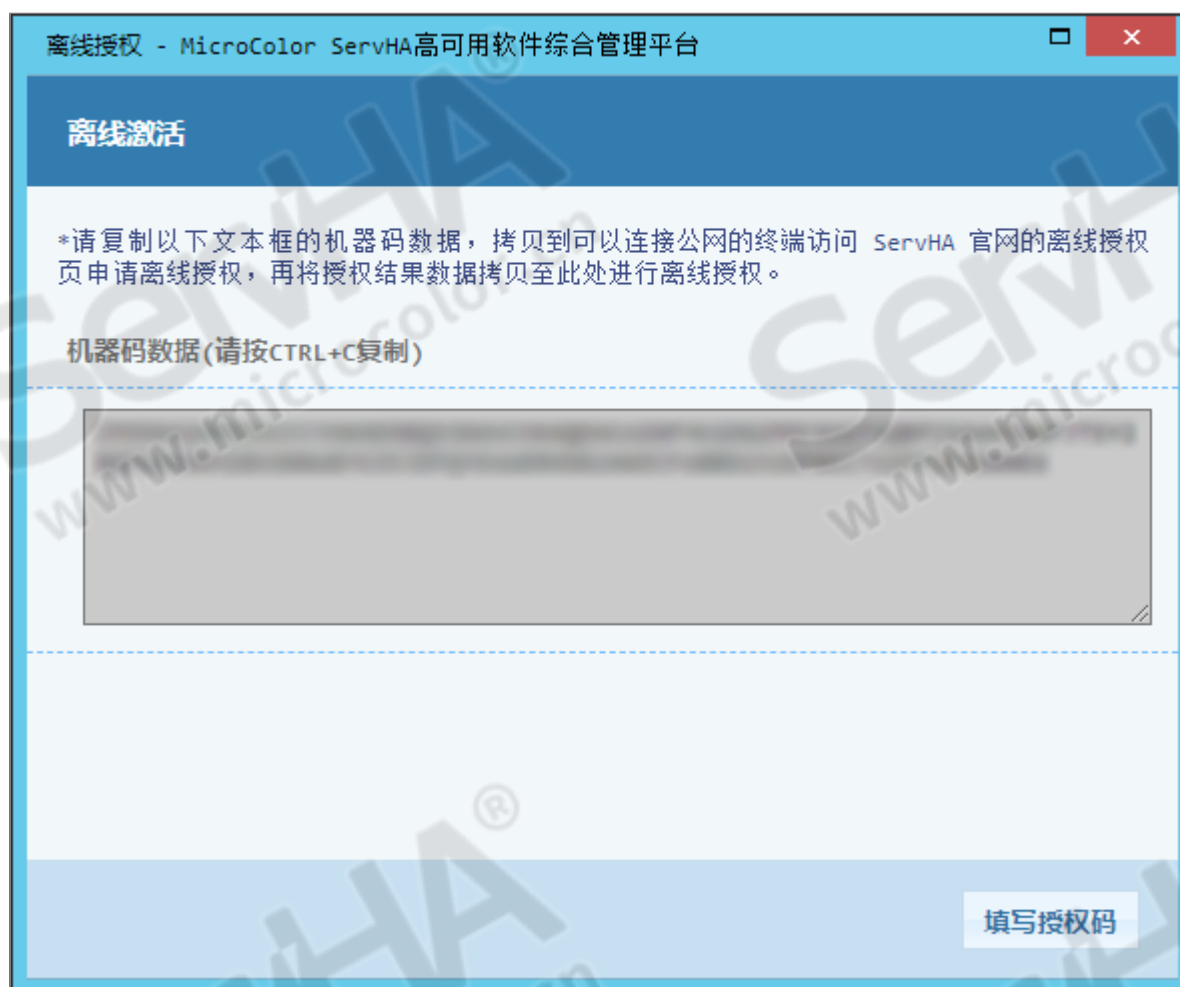 离线授权 - MicroColor ServHA高可用软件综合管理平台
离线激活
*请复制以下文本框的机器码数据，拷贝到可以连接公网的终端访问 ServHA 官网的离线授权
页申请离线授权，再将授权结果数据拷贝至此处进行离线授权。
机器码数据(请按CTRL+C复制)
填写授权码
ServHA®
www.microcolor.cn